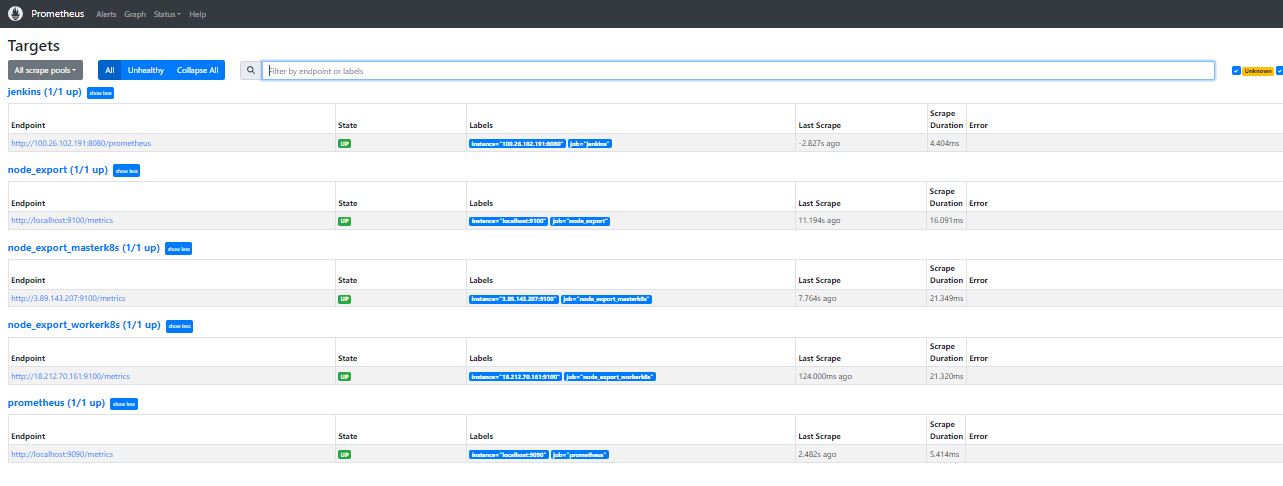 Prometheus Alerts Graph Status Help
Targets
All scrape pools All Unhealthy Collapse All Filter by endpoint or labels Unknown
jenkins (1/1 up) show less
Endpoint State Labels Last Scrape Scrape Duration Error
http://100.26.102.191:8080/prometheus UP instance="100.26.102.191:8080" job="jenkins" -2.827s ago 4.404ms
node_export (1/1 up) show less
Endpoint State Labels Last Scrape Scrape Duration Error
http://localhost:9100/metrics UP instance="localhost:9100" job="node_export" 11.194s ago 16.091ms
node_export_masterk8s (1/1 up) show less
Endpoint State Labels Last Scrape Scrape Duration Error
http://3.89.143.207:9100/metrics UP instance="3.89.143.207:9100" job="node_export_masterk8s" 7.764s ago 21.349ms
node_export_workerk8s (1/1 up) show less
Endpoint State Labels Last Scrape Scrape Duration Error
http://18.212.70.161:9100/metrics UP instance="18.212.70.161:9100" job="node_export_workerk8s" 124.000ms ago 21.320ms
prometheus (1/1 up) show less
Endpoint State Labels Last Scrape Scrape Duration Error
http://localhost:9090/metrics UP instance="localhost:9090" job="prometheus" 2.482s ago 5.414ms